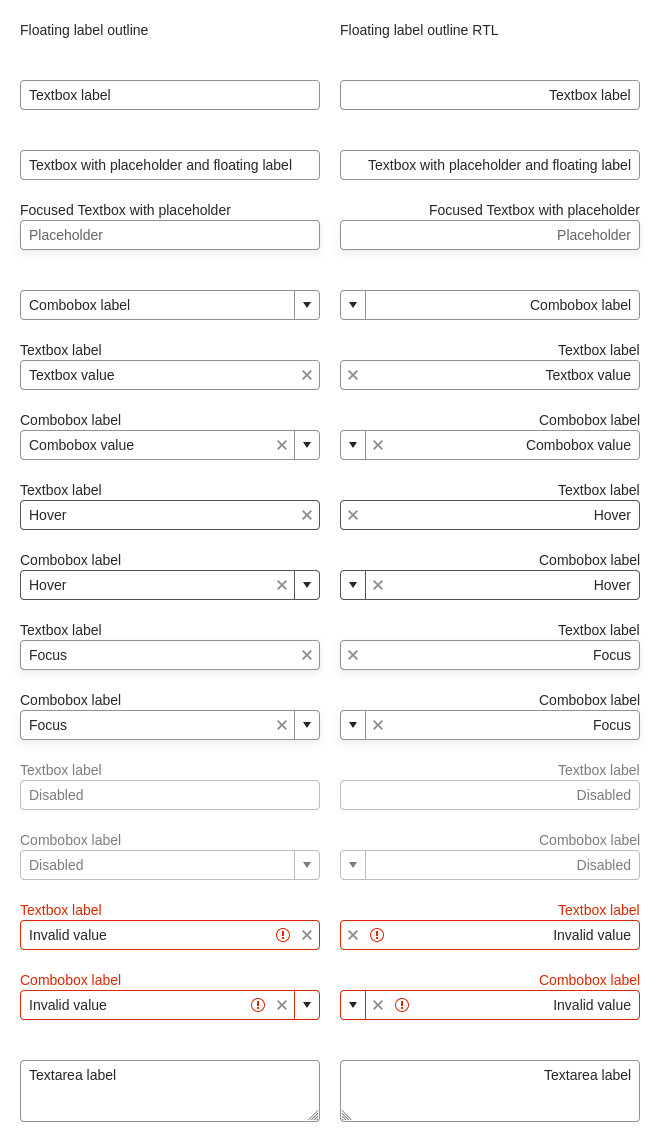 Floating label outline
Floating label outline RTL
Textbox label
Textbox label
Textbox with placeholder and floating label
Textbox with placeholder and floating label
Focused Textbox with placeholder
Focused Textbox with placeholder
Placeholder
Placeholder
Combobox label
Combobox label
Textbox label
Textbox label
Textbox value
Textbox value
Combobox label
Combobox label
Combobox value
Combobox value
Textbox label
Textbox label
Hover
Hover
Combobox label
Combobox label
Hover
Hover
Textbox label
Textbox label
Focus
Focus
Combobox label
Combobox label
Focus
Focus
Textbox label
Textbox label
Disabled
Disabled
Combobox label
Combobox label
Disabled
Disabled
Textbox label
Textbox label
Invalid value
Invalid value
Combobox label
Combobox label
Invalid value
Invalid value
Textarea label
Textarea label